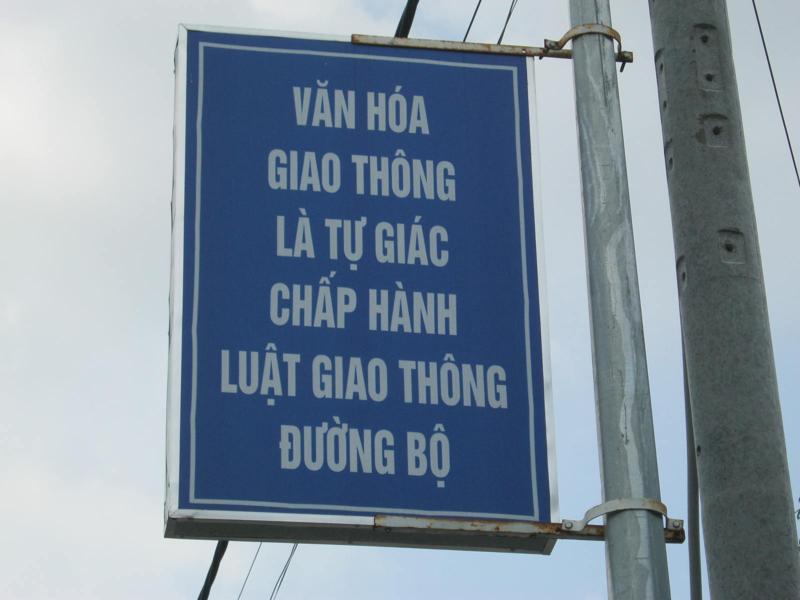 VĂN HÓA
GIAO THÔNG
LÀ TỰ GIÁC
CHẤP HÀNH
LUẬT GIAO THÔNG
ĐƯỜNG BỘ